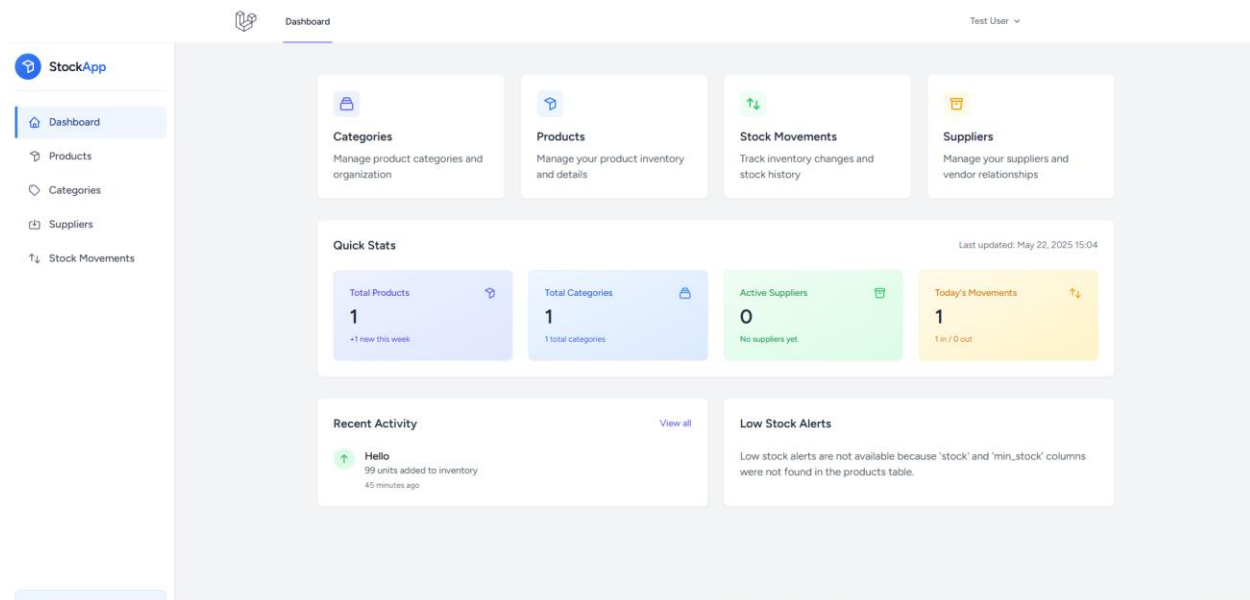 Dashboard
Test User
StockApp
Dashboard
Products
Categories
Suppliers
Stock Movements
Categories
Manage product categories and
organization
Products
Manage your product inventory
and details
Stock Movements
Track inventory changes and
stock history
Suppliers
Manage your suppliers and
vendor relationships
Quick Stats
Last updated: May 22, 2025 15:04
Total Products
1
+1 new this week
Total Categories
1
1 total categories
Active Suppliers
0
No suppliers yet
Today's Movements
1
1 in / 0 out
Recent Activity
View all
Hello
99 units added to inventory
45 minutes ago
Low Stock Alerts
Low stock alerts are not available because 'stock' and 'min_stock' columns
were not found in the products table.